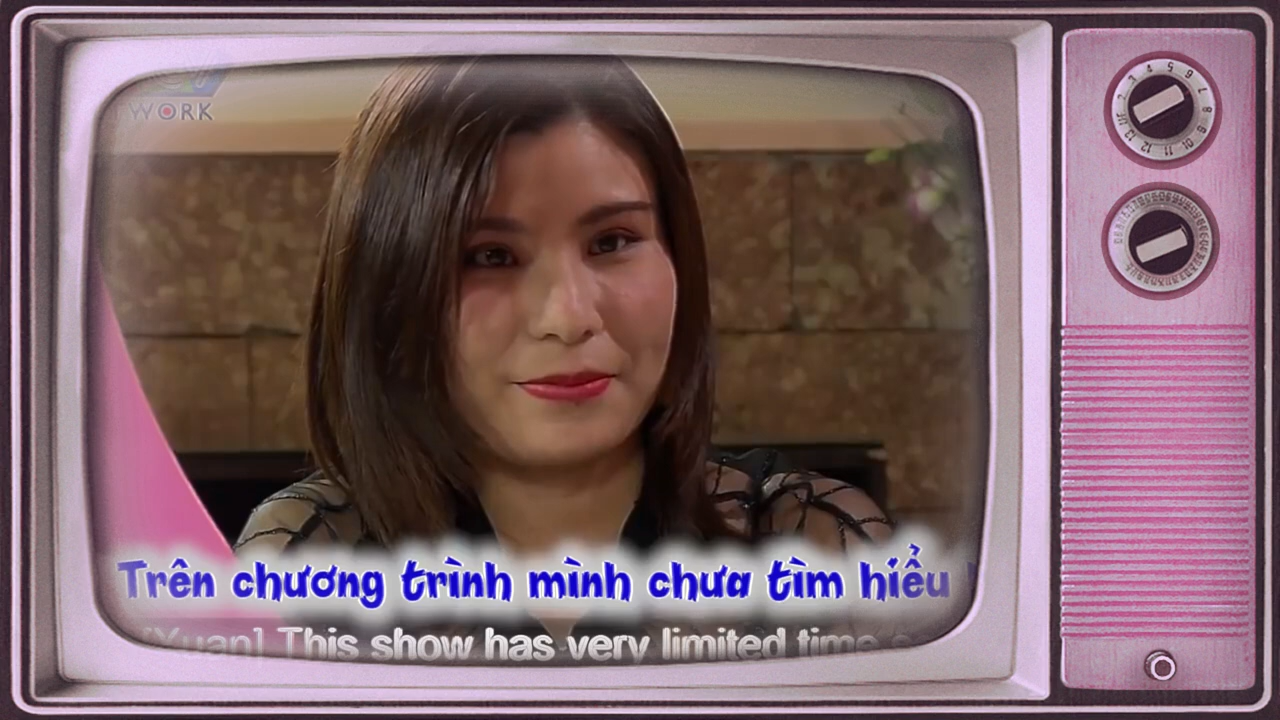 WORK
Trên chương trình mình chưa tìm hiểu
[Yuan] This show has very limited time